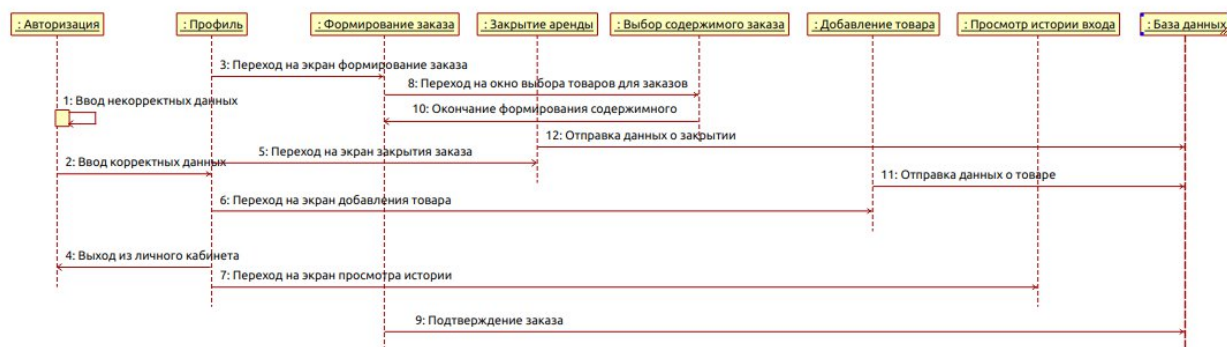 : Авторизация
: Профиль
: Формирование заказа
: Закрытие аренды
: Выбор содержимого заказа
: Добавление товара
: Просмотр истории входа
: База данных
3: Переход на экран формирование заказа
8: Переход на окно выбора товаров для заказов
1: Ввод некорректных данных
10: Окончание формирования содержимного
12: Отправка данных о закрытии
5: Переход на экран закрытия заказа
2: Ввод корректных данных
11: Отправка данных о товаре
6: Переход на экран добавления товара
4: Выход из личного кабинета
7: Переход на экран просмотра истории
9: Подтверждение заказа